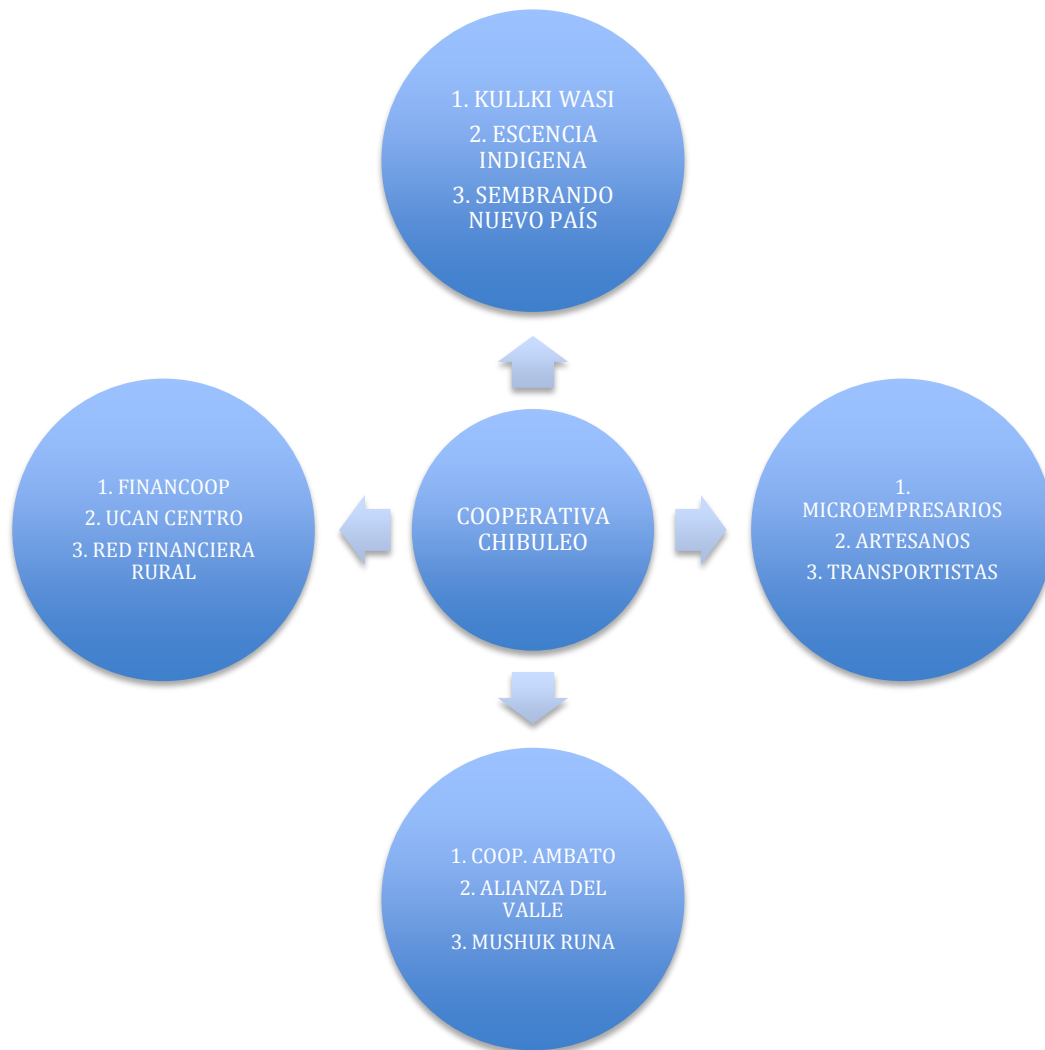 1. KULLKI WASI
2. ESCENCIA
INDIGENA
3. SEMBRANDO
NUEVO PAÍS
1. FINANCOOP
2. UCAN CENTRO
3. RED FINANCIERA
RURAL
COOPERATIVA
CHIBULEO
1.
MICROEMPRESARIOS
2. ARTESANOS
3. TRANSPORTISTAS
1. COOP. AMBATO
2. ALIANZA DEL
VALLE
3. MUSHUK RUNA